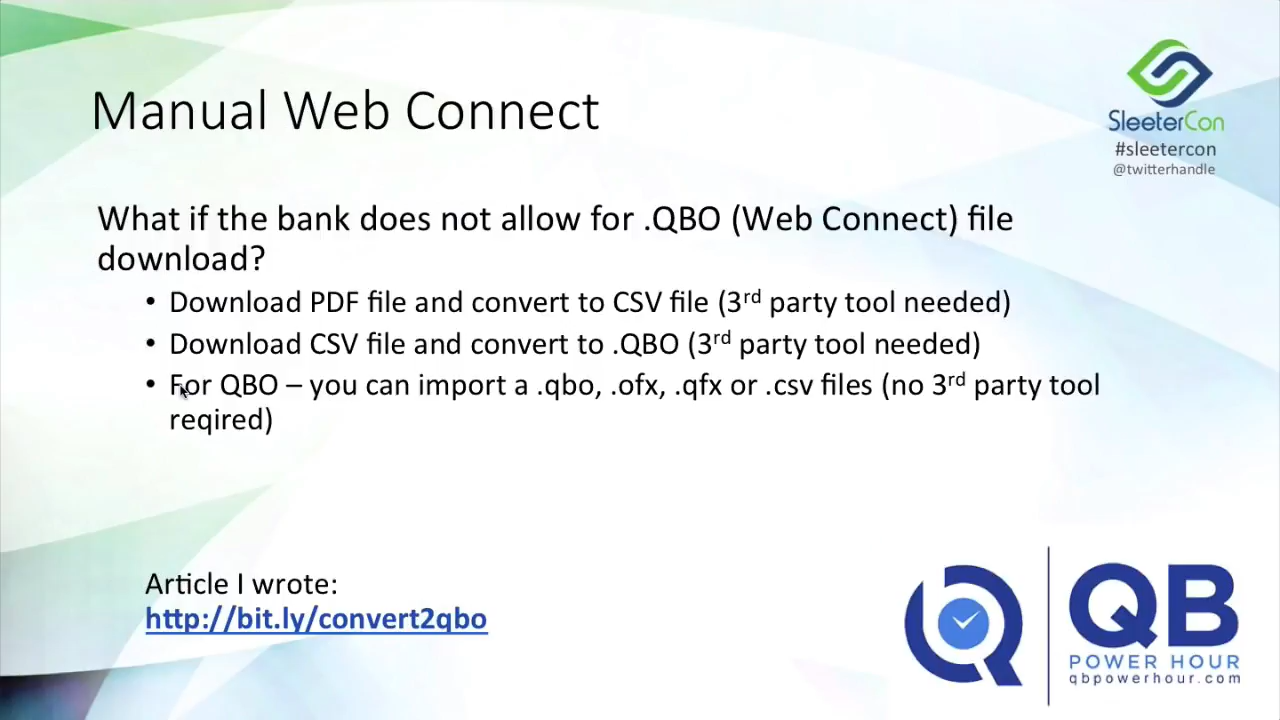 Manual Web Connect
SleeterCon
#sleetercon
@twitterhandle
What if the bank does not allow for .QBO (Web Connect) file
download?
• Download PDF file and convert to CSV file (3rd party tool needed)
• Download CSV file and convert to .QBO (3rd party tool needed)
• For QBO – you can import a .qbo, .ofx, .qfx or .csv files (no 3rd party tool
reqired)
Article I wrote:
http://bit.ly/convert2qbo
QB
POWER HOUR
qbpowerhour.com